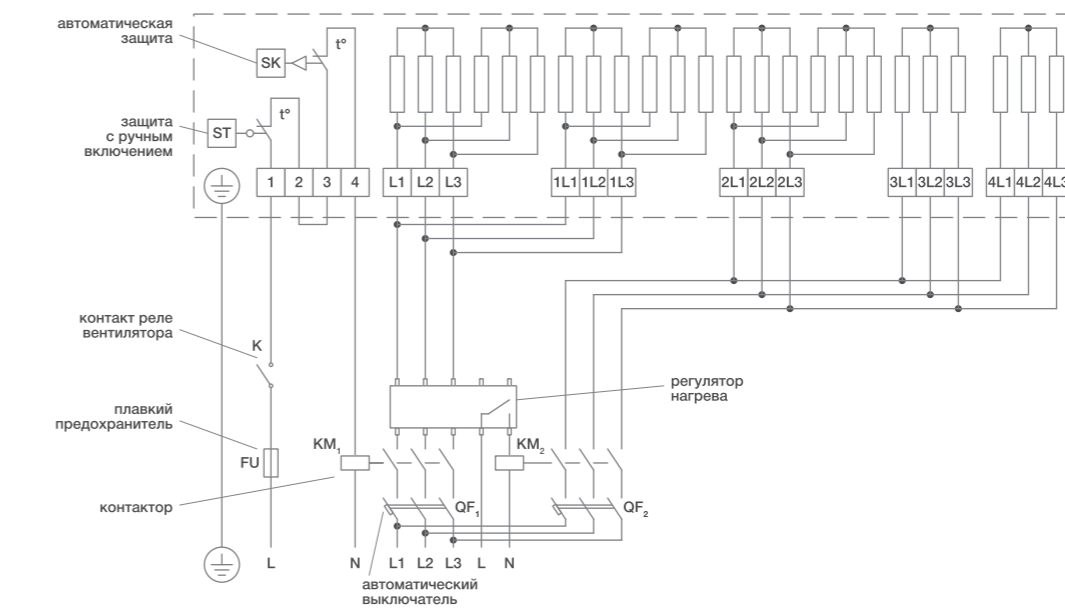 автоматическая
защита
SK
t°
защита
с ручным
включением
ST
t°
1 2 3 4 L1 L2 L3 1L1 1L2 1L3 2L1 2L2 2L3 3L1 3L2 3L3 4L1 4L2 4L3
контакт реле
вентилятора
K
регулятор
нагрева
плавкий
предохранитель
FU
KM1
KM2
контактор
QF1
QF2
L N L1 L2 L3 L N
автоматический
выключатель